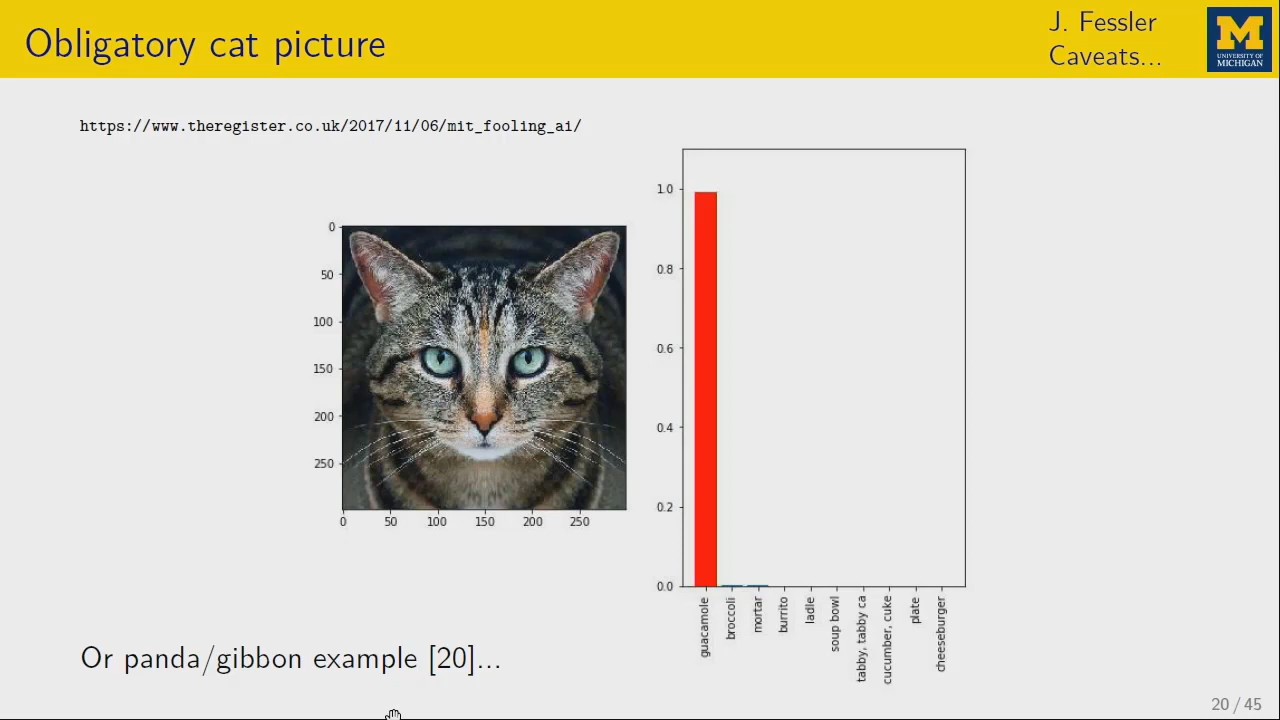 Obligatory cat picture
J. Fessler
Caveats...
M
UNIVERSITY OF
MICHIGAN
https://www.theregister.co.uk/2017/11/06/mit_fooling_ai/
0
50
100
150
200
250
0 50 100 150 200 250
1.0
0.8
0.6
0.4
0.2
0.0
guacamole
broccoli
mortar
burrito
ladle
soup bowl
tabby, tabby ca
cucumber, cuke
plate
cheeseburger
Or panda/gibbon example [20]...
20 / 45